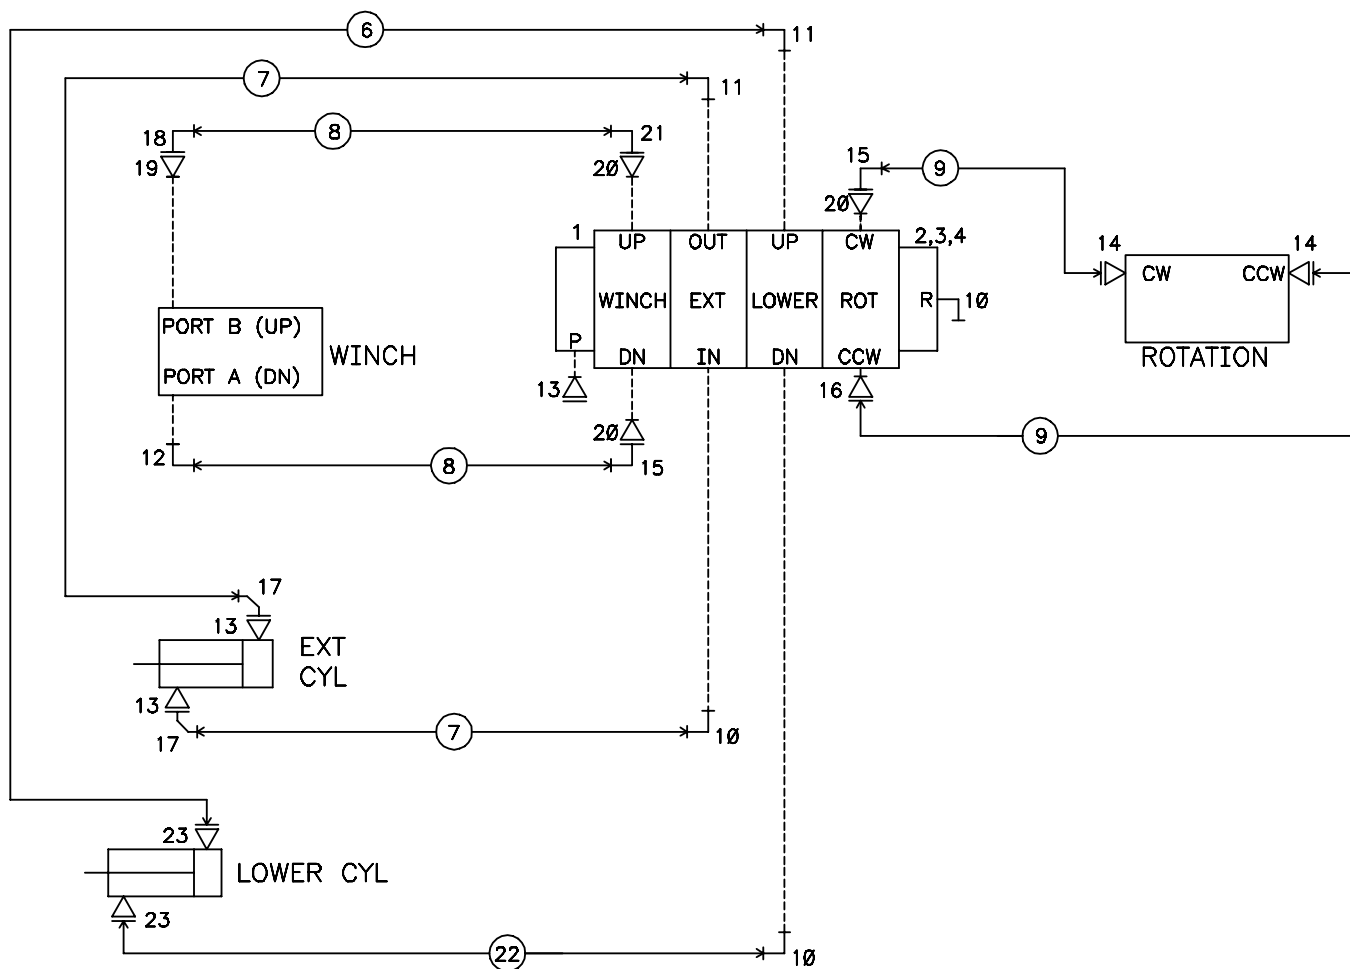 6
11
7
11
18
8
21
19
20
15
9
20
1
UP
OUT
UP
CW
2,3,4
14
14
CW
CCW
WINCH
EXT
LOWER
ROT
R
10
PORT B (UP)
PORT A (DN)
WINCH
P
DN
IN
DN
CCW
ROTATION
13
16
20
9
12
8
15
17
13
EXT
CYL
13
17
7
10
23
LOWER CYL
23
22
10